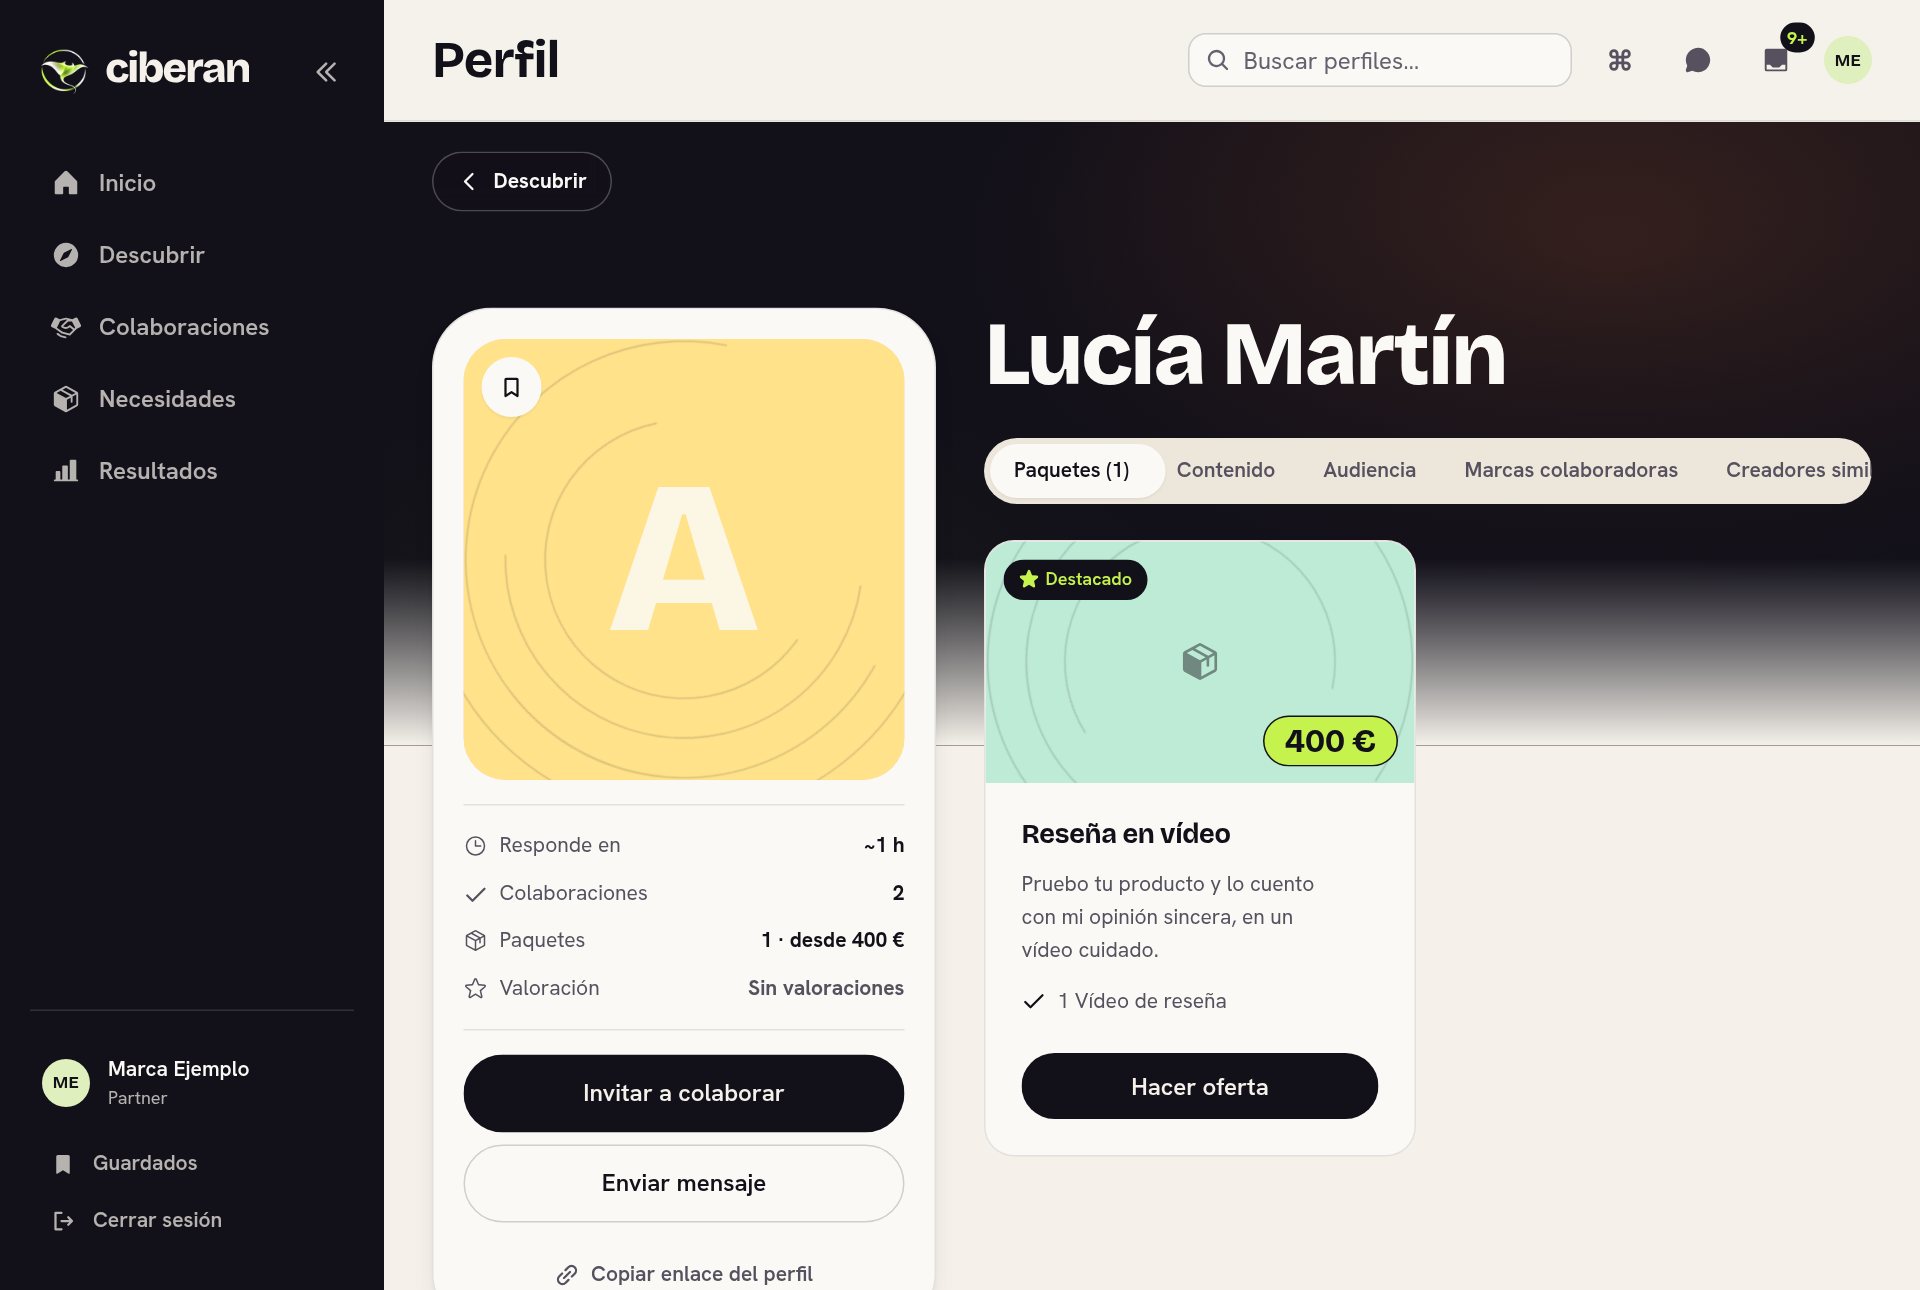 ciberan
Inicio
Descubrir
Colaboraciones
Necesidades
Resultados
Marca Ejemplo
ME
Partner
Guardados
Cerrar sesión
Perfil
Buscar perfiles...
9+
ME
Descubrir
A
Responde en ~1 h
Colaboraciones 2
Paquetes 1 · desde 400 €
Valoración Sin valoraciones
Invitar a colaborar
Enviar mensaje
Copiar enlace del perfil
Lucía Martín
Paquetes (1) Contenido Audiencia Marcas colaboradoras Creadores simil
Destacado
400 €
Reseña en vídeo
Pruebo tu producto y lo cuento
con mi opinión sincera, en un
vídeo cuidado.
1 Vídeo de reseña
Hacer oferta